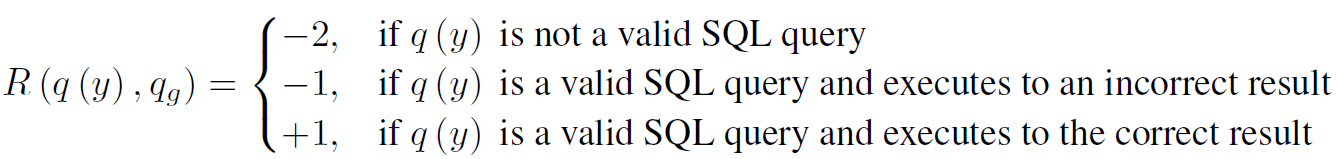 −2, if q (y) is not a valid SQL query
R (q (y) , q_g) = { −1, if q (y) is a valid SQL query and executes to an incorrect result
+1, if q (y) is a valid SQL query and executes to the correct result